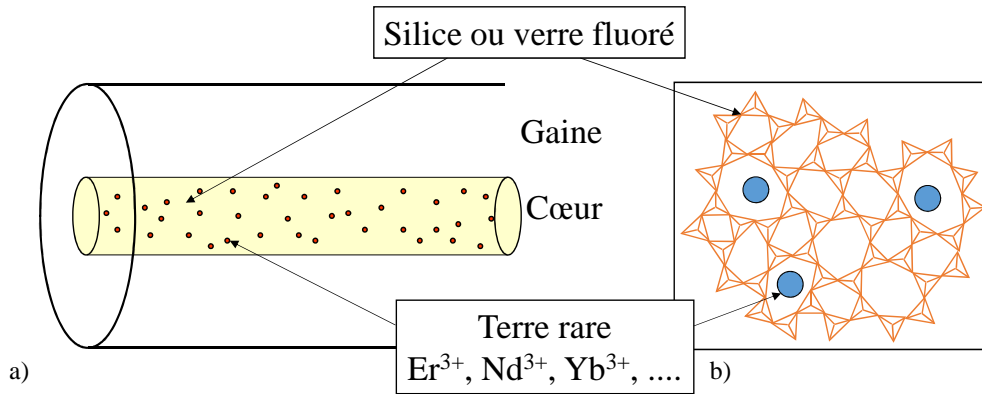 Silice ou verre fluoré
Gaine
Cœur
Terre rare
Er³⁺, Nd³⁺, Yb³⁺, ....
a)
b)